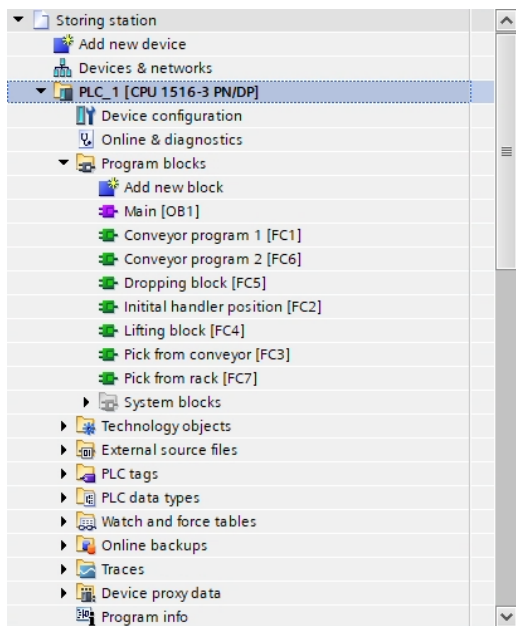 Storing station
Add new device
Devices & networks
PLC_1 [CPU 1516-3 PN/DP]
Device configuration
Online & diagnostics
Program blocks
Add new block
Main [OB1]
Conveyor program 1 [FC1]
Conveyor program 2 [FC6]
Dropping block [FC5]
Initital handler position [FC2]
Lifting block [FC4]
Pick from conveyor [FC3]
Pick from rack [FC7]
System blocks
Technology objects
External source files
PLC tags
PLC data types
Watch and force tables
Online backups
Traces
Device proxy data
Program info